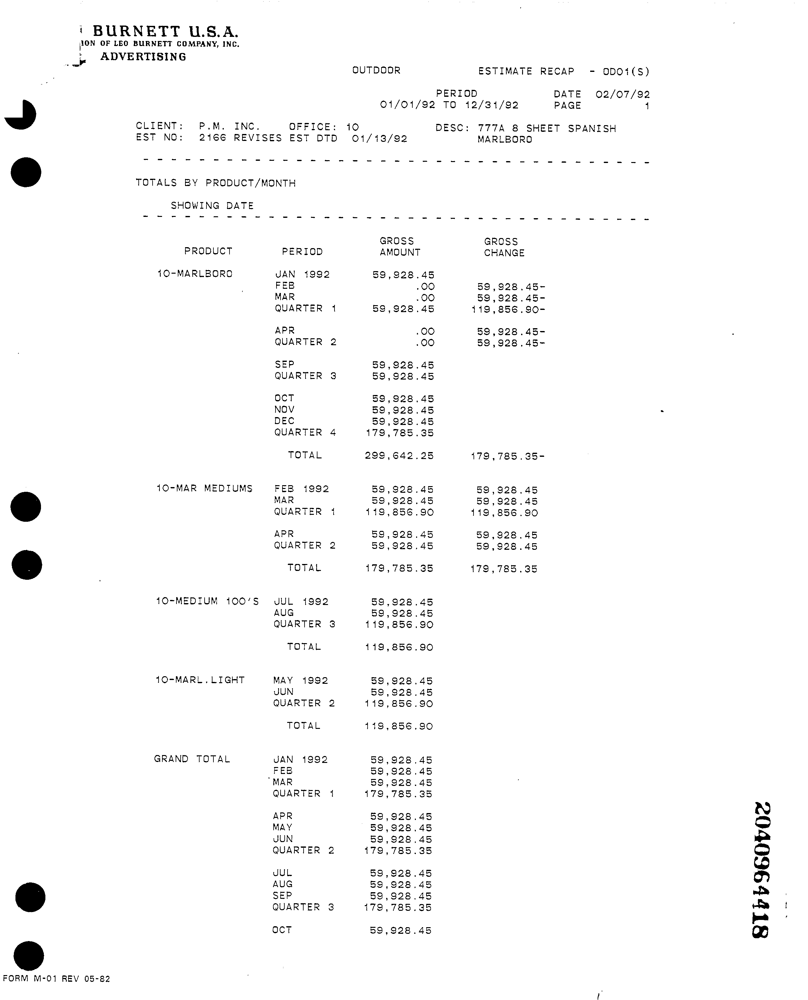 BURNETT U.S.A.
ION OF LEO BURNETT COMPANY, INC.
ADVERTISING
OUTDOOR ESTIMATE RECAP - ODO1(S)
PERIOD DATE 02/07/92
01/01/92 TO 12/31/92 PAGE 1
CLIENT: P.M. INC. OFFICE: 10 DESC: 777A 8 SHEET SPANISH
EST NO: 2166 REVISES EST DTD 01/13/92 MARLBORO
TOTALS BY PRODUCT/MONTH
SHOWING DATE
GROSS GROSS
PRODUCT PERIOD AMOUNT CHANGE
10-MARLBORO JAN 1992 59,928.45
FEB .00 59,928.45-
MAR .00 59,928.45-
QUARTER 1 59,928.45 119,856.90-
APR .00 59,928.45-
QUARTER 2 .00 59,928.45-
SEP 59,928.45
QUARTER 3 59,928.45
OCT 59,928.45
NOV 59,928.45
DEC 59,928.45
QUARTER 4 179,785.35
TOTAL 299,642.25 179,785.35-
10-MAR MEDIUMS FEB 1992 59,928.45 59,928.45
MAR 59,928.45 59,928.45
QUARTER 1 119,856.90 119,856.90
APR 59,928.45 59,928.45
QUARTER 2 59,928.45 59,928.45
TOTAL 179,785.35 179,785.35
10-MEDIUM 100'S JUL 1992 59,928.45
AUG 59,928.45
QUARTER 3 119,856.90
TOTAL 119,856.90
10-MARL.LIGHT MAY 1992 59,928.45
JUN 59,928.45
QUARTER 2 119,856.90
TOTAL 119,856.90
GRAND TOTAL JAN 1992 59,928.45
FEB 59,928.45
MAR 59,928.45
QUARTER 1 179,785.35
APR 59,928.45
MAY 59,928.45
JUN 59,928.45
QUARTER 2 179,785.35
JUL 59,928.45
AUG 59,928.45
SEP 59,928.45
QUARTER 3 179,785.35
OCT 59,928.45
2040964418
FORM M-01 REV 05-82